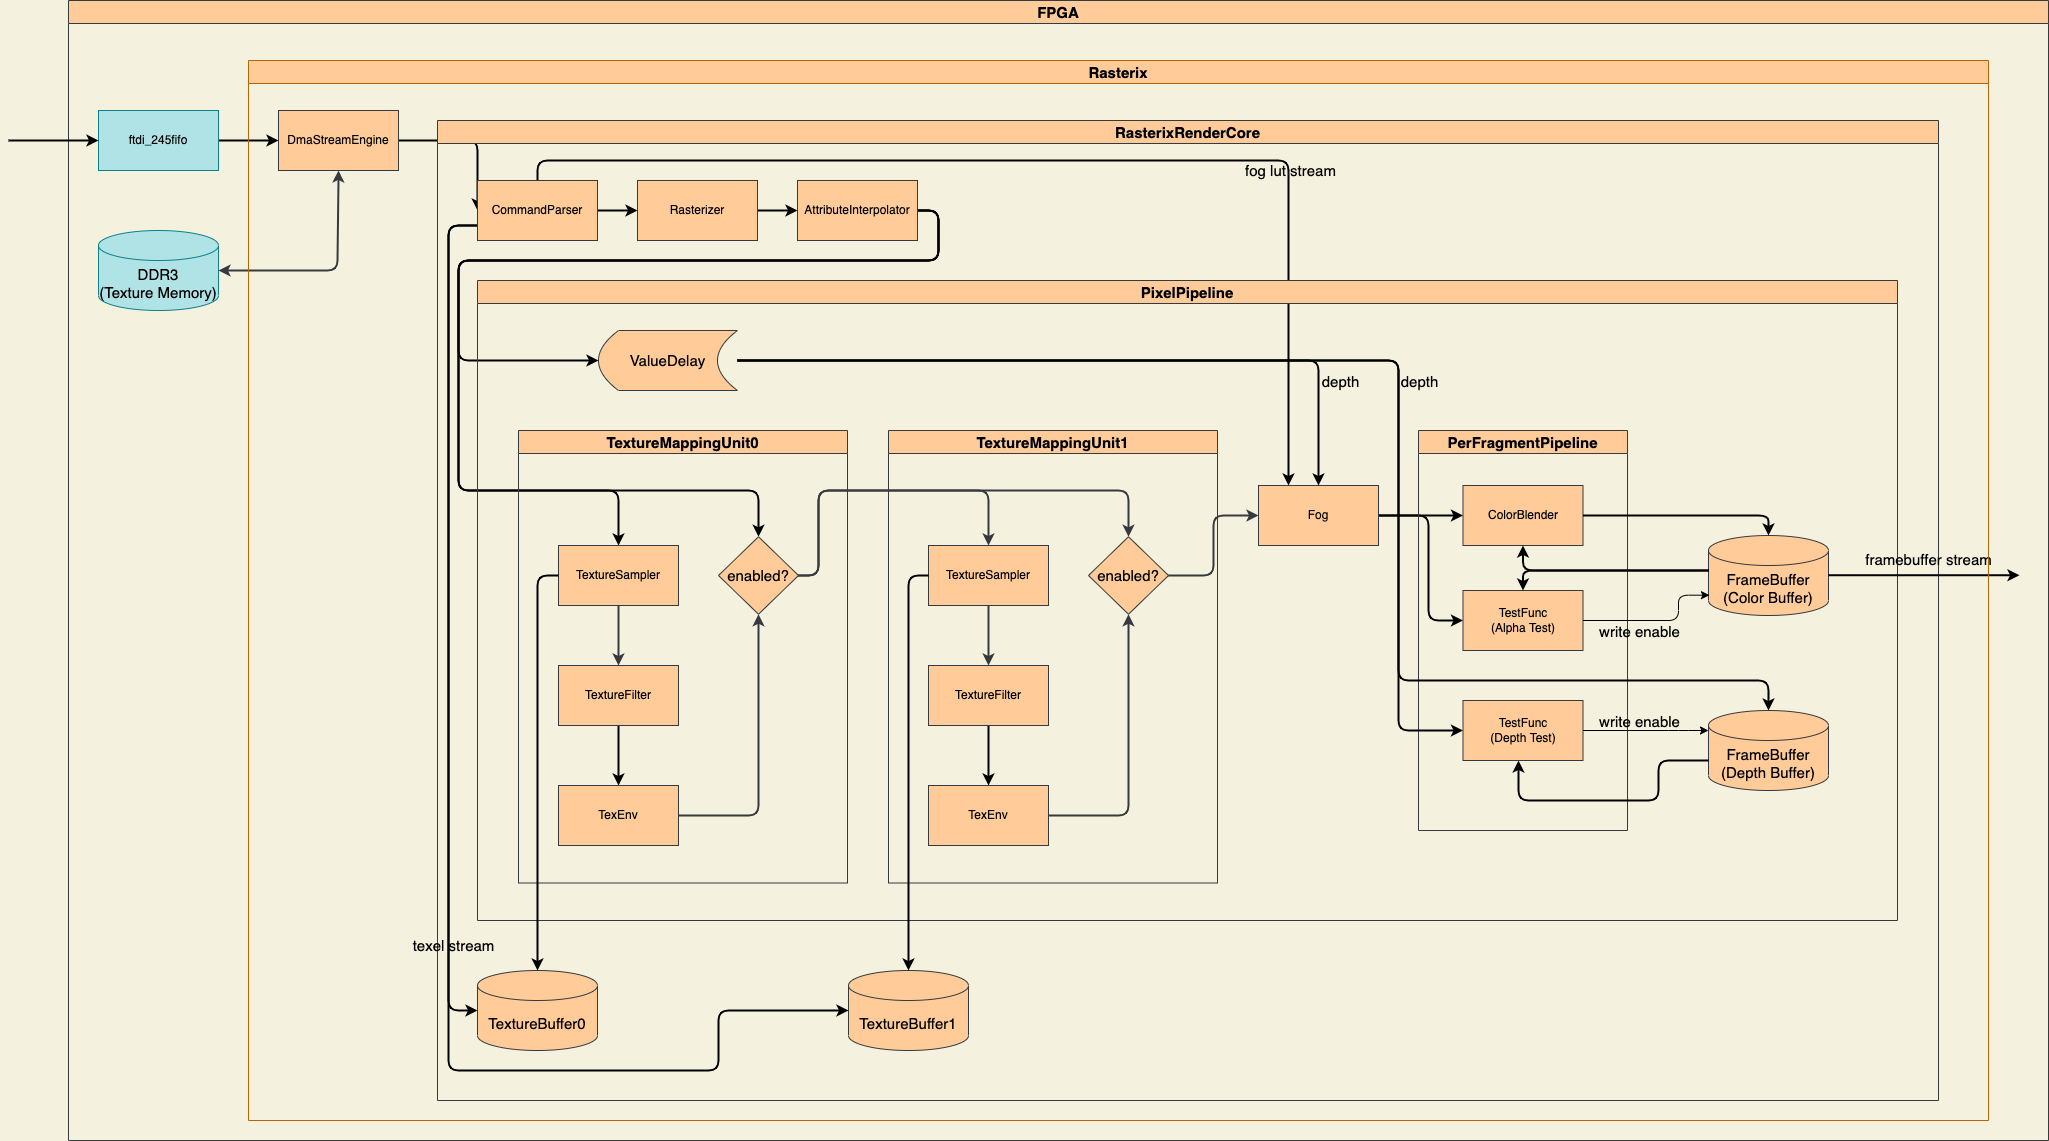 FPGA
Rasterix
ftdi_245fifo
DmaStreamEngine
RasterixRenderCore
fog lut stream
CommandParser
Rasterizer
AttributeInterpolator
DDR3
(Texture Memory)
PixelPipeline
ValueDelay
depth
depth
TextureMappingUnit0
TextureMappingUnit1
PerFragmentPipeline
TextureSampler
enabled?
TextureFilter
TexEnv
TextureSampler
enabled?
TextureFilter
TexEnv
Fog
ColorBlender
TestFunc
(Alpha Test)
write enable
FrameBuffer
(Color Buffer)
framebuffer stream
TestFunc
(Depth Test)
write enable
FrameBuffer
(Depth Buffer)
texel stream
TextureBuffer0
TextureBuffer1